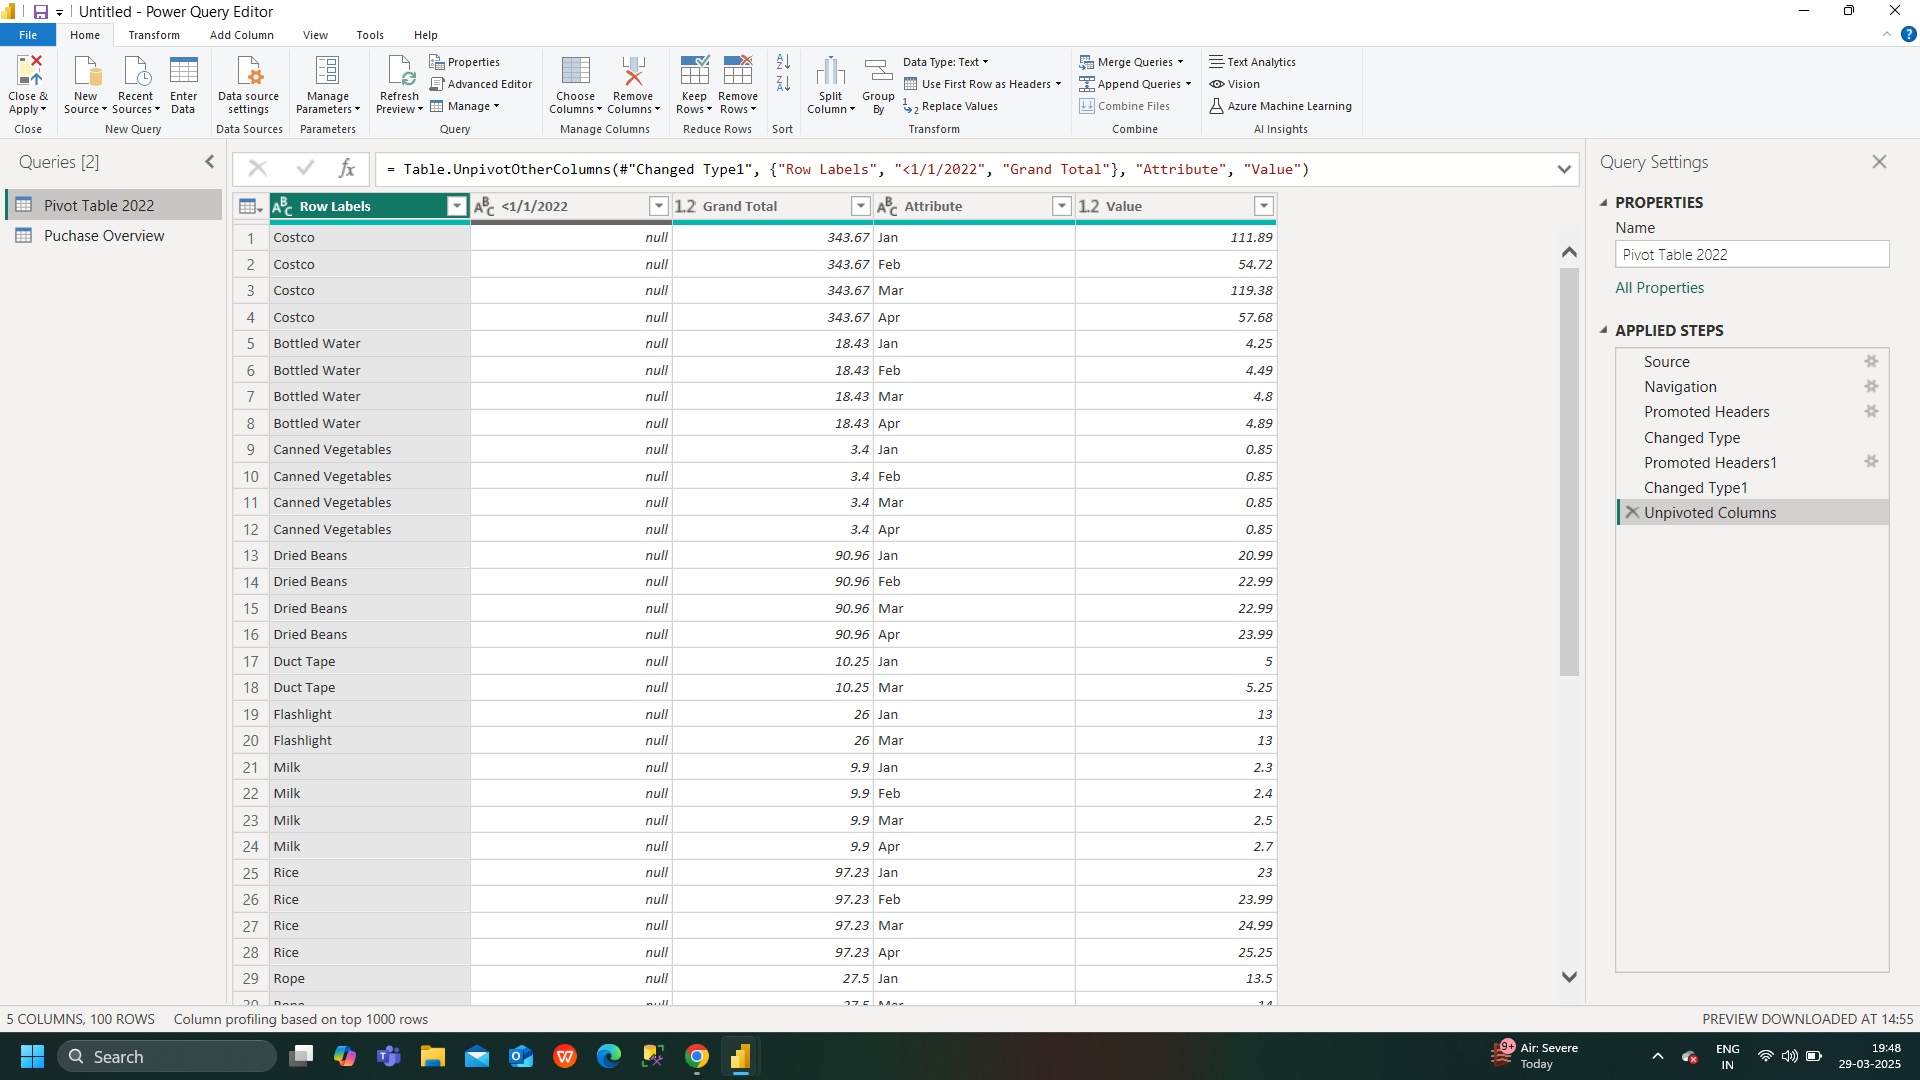 Untitled - Power Query Editor
File Home Transform Add Column View Tools Help
Close & Apply
New Source
Recent Sources
Enter Data
Data source settings
Manage Parameters
Refresh Preview
Properties
Advanced Editor
Manage
Choose Columns
Remove Columns
Keep Rows
Remove Rows
Split Column
Group By
Data Type: Text
Use First Row as Headers
Replace Values
Merge Queries
Append Queries
Combine Files
Text Analytics
Vision
Azure Machine Learning
Close New Query Data Sources Parameters Query Manage Columns Reduce Rows Sort Transform Combine AI Insights
Queries [2]
Pivot Table 2022
Puchase Overview
fx = Table.UnpivotOtherColumns(#"Changed Type1", {"Row Labels", "<1/1/2022", "Grand Total"}, "Attribute", "Value")
Row Labels <1/1/2022 1.2 Grand Total Attribute 1.2 Value
1 Costco null 343.67 Jan 111.89
2 Costco null 343.67 Feb 54.72
3 Costco null 343.67 Mar 119.38
4 Costco null 343.67 Apr 57.68
5 Bottled Water null 18.43 Jan 4.25
6 Bottled Water null 18.43 Feb 4.49
7 Bottled Water null 18.43 Mar 4.8
8 Bottled Water null 18.43 Apr 4.89
9 Canned Vegetables null 3.4 Jan 0.85
10 Canned Vegetables null 3.4 Feb 0.85
11 Canned Vegetables null 3.4 Mar 0.85
12 Canned Vegetables null 3.4 Apr 0.85
13 Dried Beans null 90.96 Jan 20.99
14 Dried Beans null 90.96 Feb 22.99
15 Dried Beans null 90.96 Mar 22.99
16 Dried Beans null 90.96 Apr 23.99
17 Duct Tape null 10.25 Jan 5
18 Duct Tape null 10.25 Mar 5.25
19 Flashlight null 26 Jan 13
20 Flashlight null 26 Mar 13
21 Milk null 9.9 Jan 2.3
22 Milk null 9.9 Feb 2.4
23 Milk null 9.9 Mar 2.5
24 Milk null 9.9 Apr 2.7
25 Rice null 97.23 Jan 23
26 Rice null 97.23 Feb 23.99
27 Rice null 97.23 Mar 24.99
28 Rice null 97.23 Apr 25.25
29 Rope null 27.5 Jan 13.5
Query Settings
PROPERTIES
Name
Pivot Table 2022
All Properties
APPLIED STEPS
Source
Navigation
Promoted Headers
Changed Type
Promoted Headers1
Changed Type1
Unpivoted Columns
5 COLUMNS, 100 ROWS Column profiling based on top 1000 rows PREVIEW DOWNLOADED AT 14:55
Search
9+
Air: Severe
Today
ENG
IN
19:48
29-03-2025